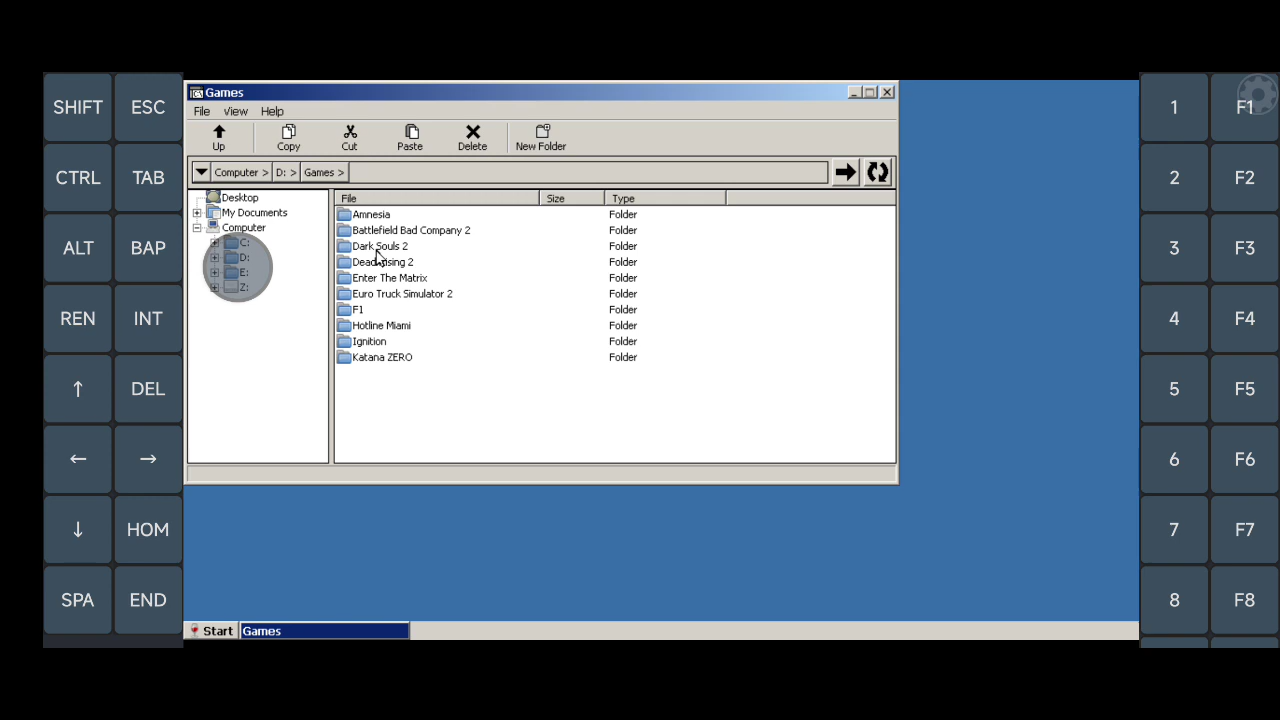 SHIFT ESC
CTRL TAB
ALT BAP
REN INT
↑ DEL
← →
↓ HOM
SPA END
Games
File View Help
Up Copy Cut Paste Delete New Folder
Computer > D: > Games >
Desktop
My Documents
Computer
C:
D:
E:
Z:
File Size Type
Amnesia Folder
Battlefield Bad Company 2 Folder
Dark Souls 2 Folder
Dead Rising 2 Folder
Enter The Matrix Folder
Euro Truck Simulator 2 Folder
F1 Folder
Hotline Miami Folder
Ignition Folder
Katana ZERO Folder
Start Games
1 F1
2 F2
3 F3
4 F4
5 F5
6 F6
7 F7
8 F8